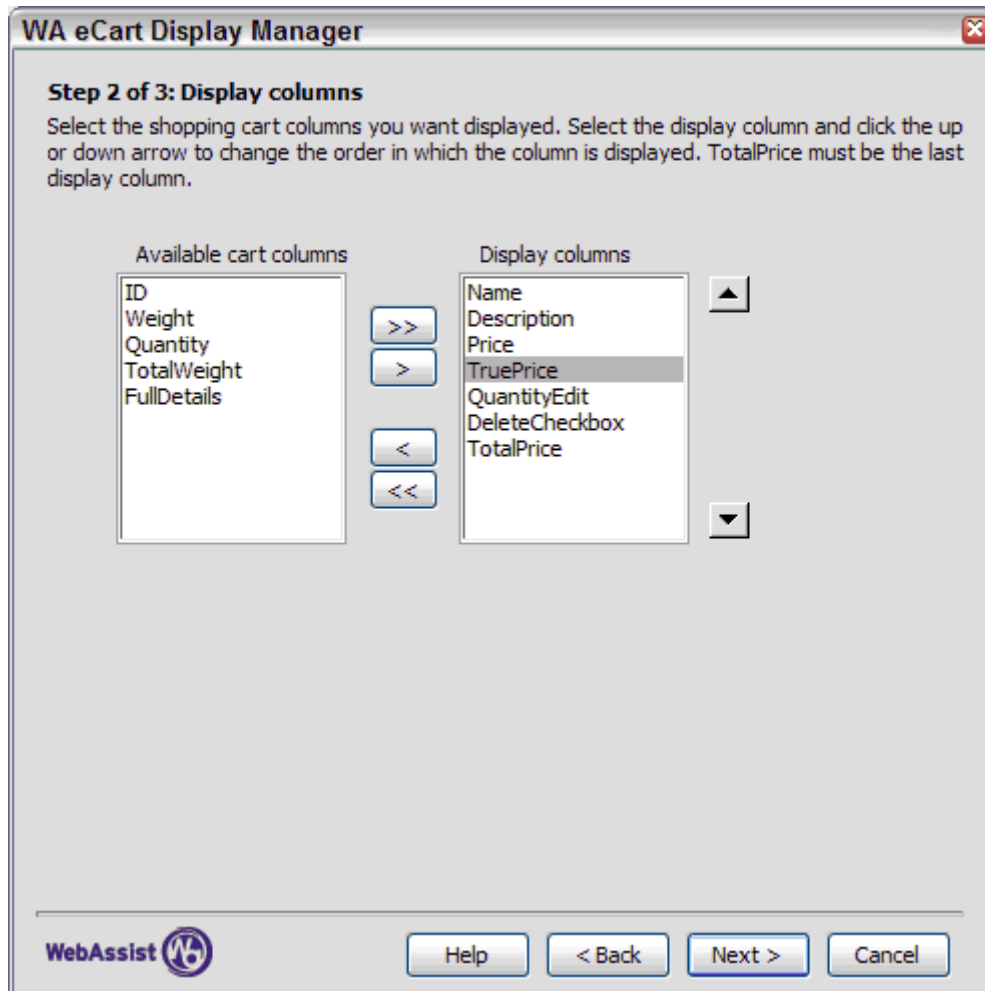 WA eCart Display Manager
Step 2 of 3: Display columns
Select the shopping cart columns you want displayed. Select the display column and click the up
or down arrow to change the order in which the column is displayed. TotalPrice must be the last
display column.
Available cart columns
Display columns
ID
Weight
Quantity
TotalWeight
FullDetails
>>
>
<
<<
Name
Description
Price
TruePrice
QuantityEdit
DeleteCheckbox
TotalPrice
WebAssist
Help
< Back
Next >
Cancel